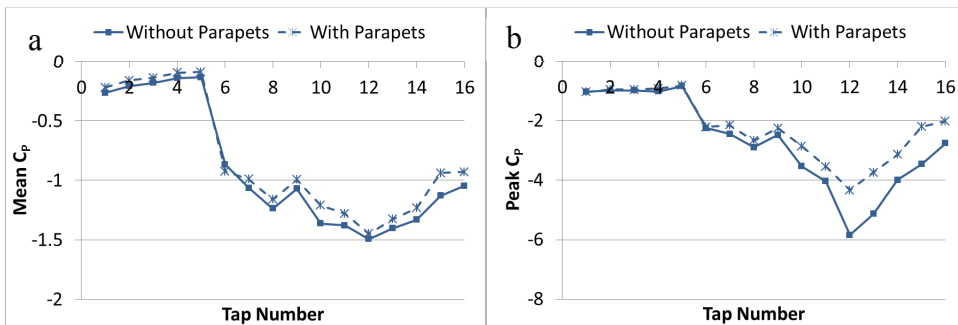 a
Without Parapets
With Parapets
0
0 2 4 6 8 10 12 14 16
-0.5
-1
-1.5
-2
Mean CP
Tap Number
b
Without Parapets
With Parapets
0
0 2 4 6 8 10 12 14 16
-2
-4
-6
-8
Peak CP
Tap Number